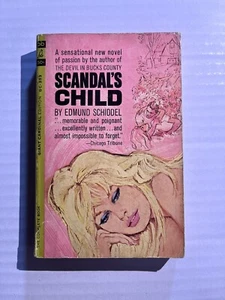 A sensational new novel
of passion by the author of
THE DEVIL IN BUCKS COUNTY
SCANDAL'S
CHILD
BY EDMUND SCHIDDEL
"...memorable and poignant
...excellently written...and
almost impossible to forget."
—Chicago Tribune